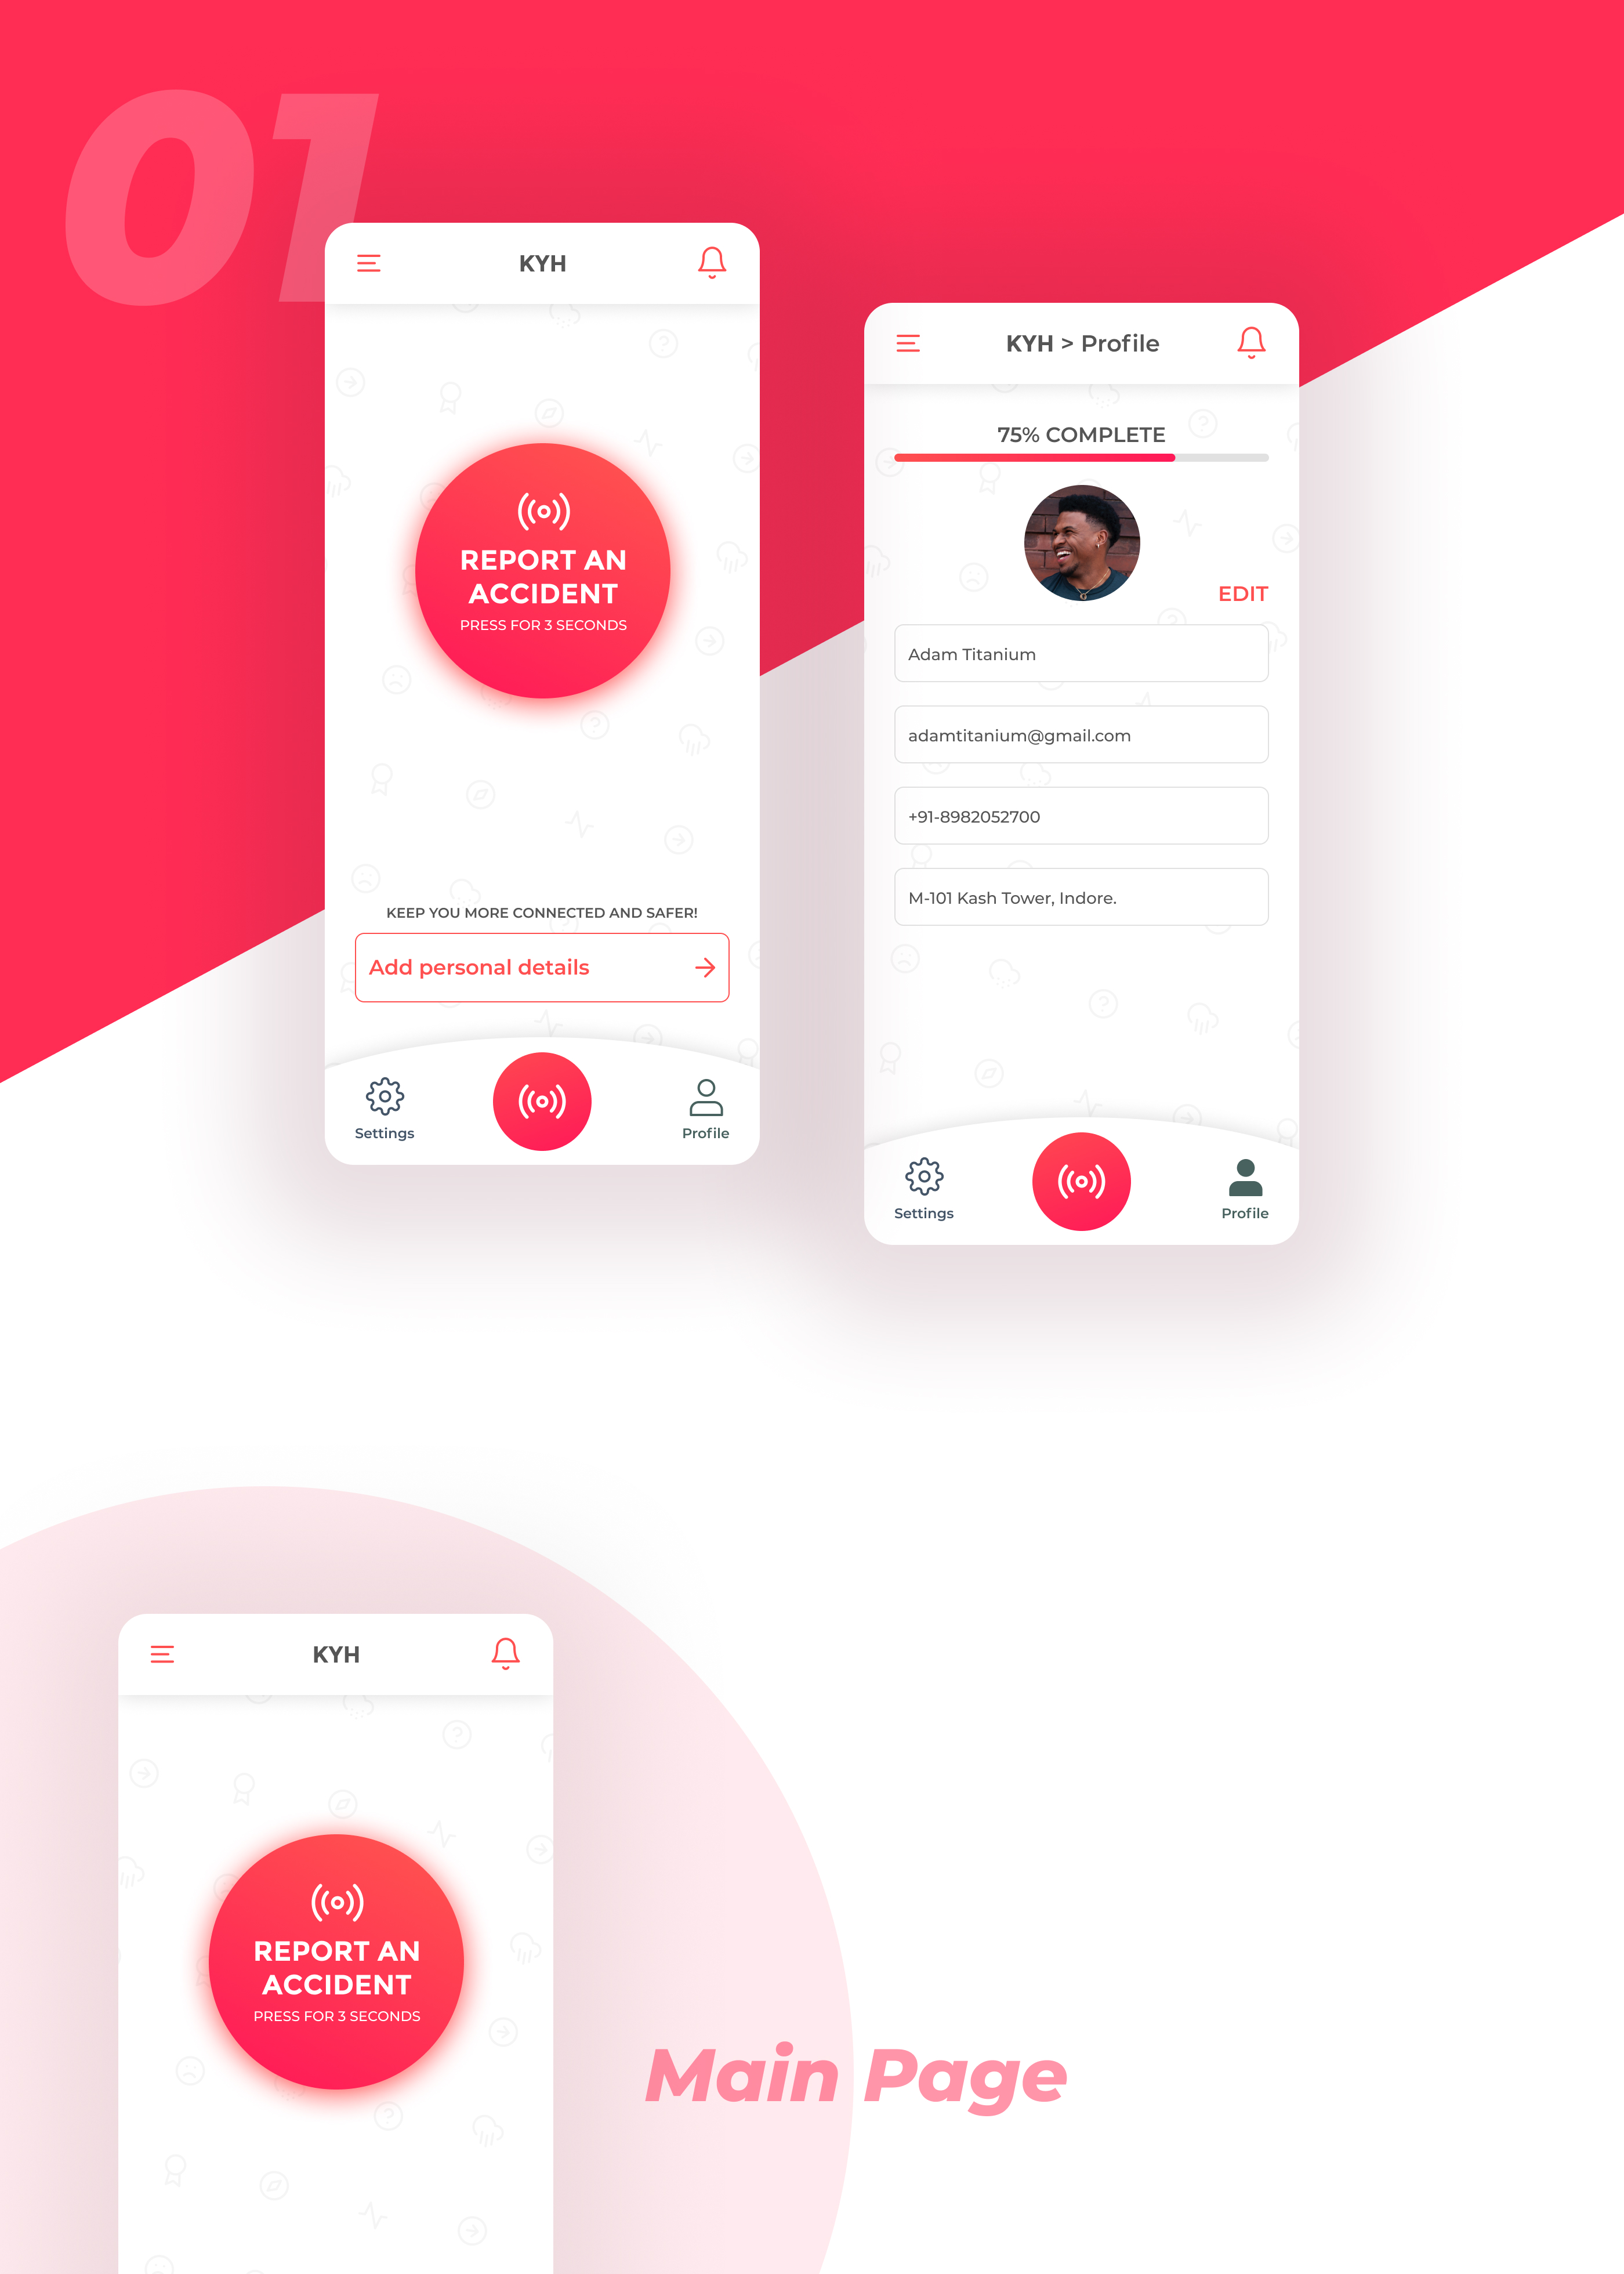 01
KYH
REPORT AN
ACCIDENT
PRESS FOR 3 SECONDS
KEEP YOU MORE CONNECTED AND SAFER!
Add personal details
Settings
Profile
KYH > Profile
75% COMPLETE
EDIT
Adam Titanium
adamtitanium@gmail.com
+91-8982052700
M-101 Kash Tower, Indore.
Settings
Profile
KYH
REPORT AN
ACCIDENT
PRESS FOR 3 SECONDS
Main Page